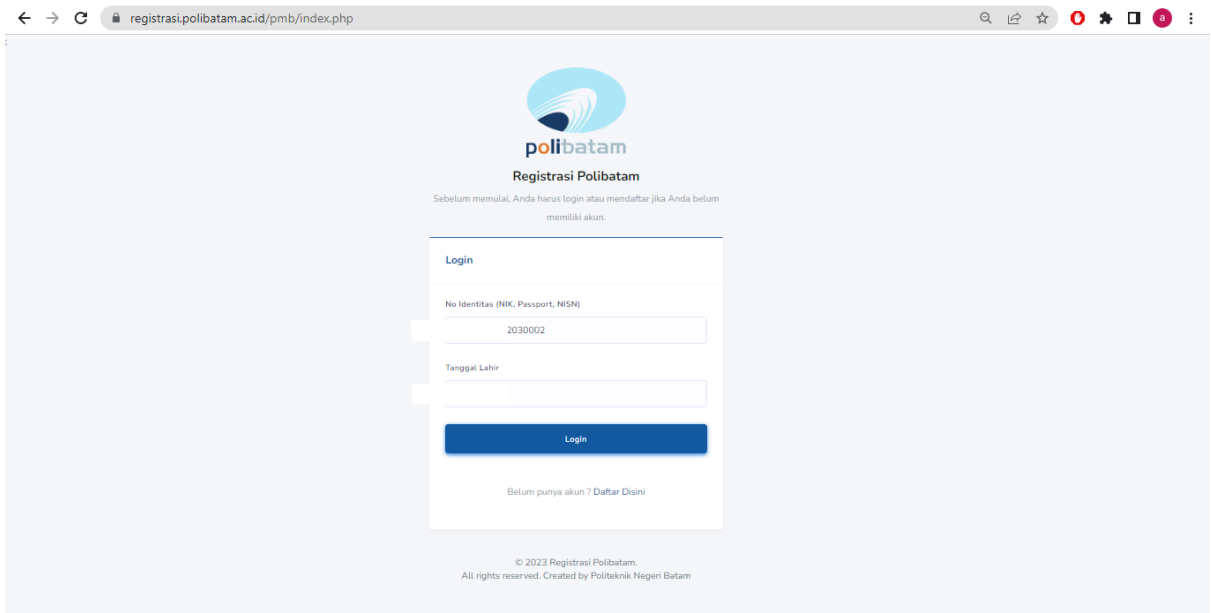 registrasi.polibatam.ac.id/pmb/index.php
a
polibatam
Registrasi Polibatam
Sebelum memulai, Anda harus login atau mendaftar jika Anda belum
memiliki akun.
Login
No Identitas (NIK, Passport, NISN)
2030002
Tanggal Lahir
Login
Belum punya akun ? Daftar Disini
© 2023 Registrasi Polibatam.
All rights reserved. Created by Politeknik Negeri Batam